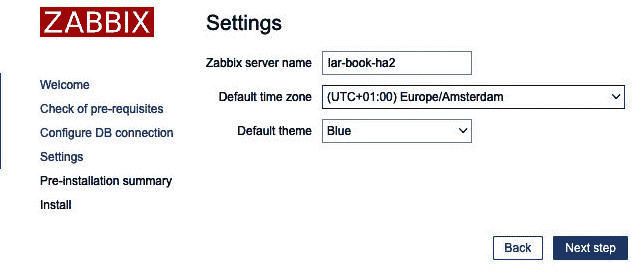 ZABBIX
Settings
Zabbix server name lar-book-ha2
Welcome
Default time zone (UTC+01:00) Europe/Amsterdam
Check of pre-requisites
Default theme Blue
Configure DB connection
Settings
Pre-installation summary
Install
Back Next step